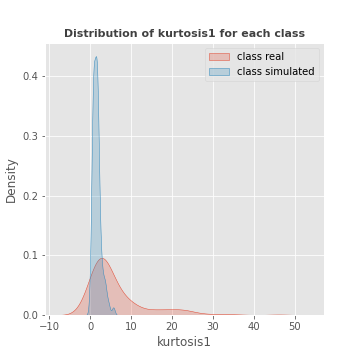 Distribution of kurtosis1 for each class
class real
class simulated
Density
0.4
0.3
0.2
0.1
0.0
−10 0 10 20 30 40 50
kurtosis1